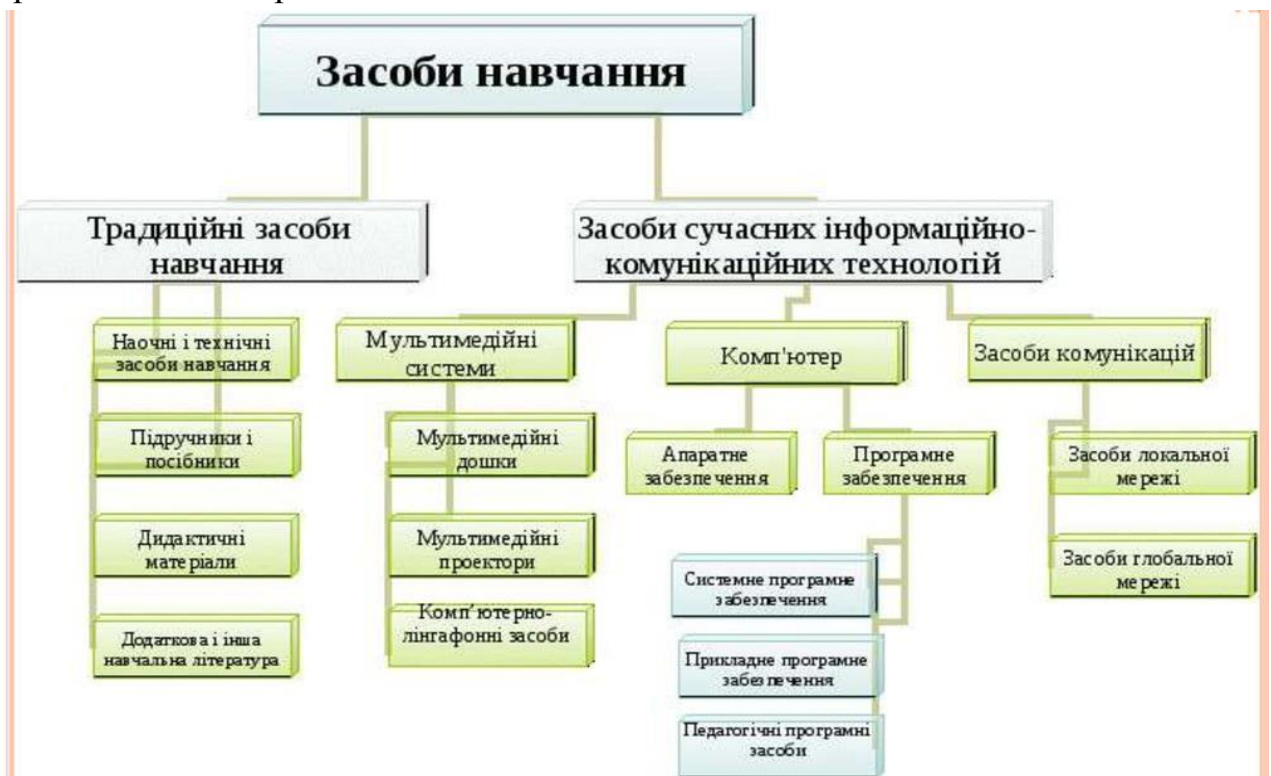 Засоби навчання
Традиційні засоби
навчання
Засоби сучасних інформаційно-
комунікаційних технологій
Наочні і технічні
засоби навчання
Підручники і
посібники
Дидактичні
матеріали
Додаткова і інша
навчальна література
Мультимедійні
системи
Мультимедійні
дошки
Мультимедійні
проектори
Комп'ютерно-
лінгафонні засоби
Комп'ютер
Апаратне
забезпечення
Програмне
забезпечення
Системне програмне
забезпечення
Прикладне програмне
забезпечення
Педагогічні програмні
засоби
Засоби комунікацій
Засоби локальної
мережі
Засоби глобальної
мережі